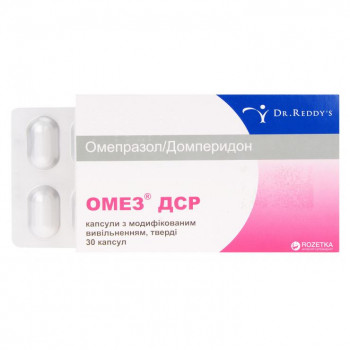 DR.REDDY'S
Омепразол/Домперидон
ОМЕЗ® ДСР
капсули з модифікованим
вивільненням, тверді
30 капсул
ROZETKA